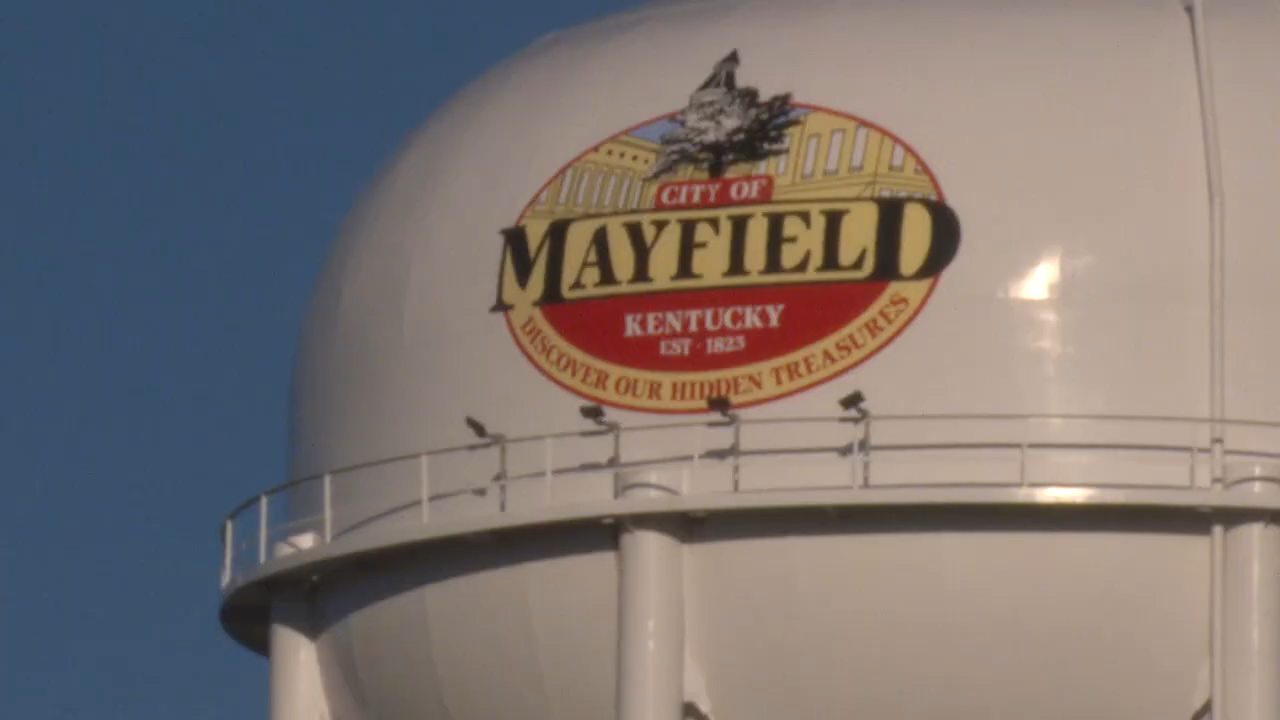 CITY OF
MAYFIELD
KENTUCKY
EST · 1823
DISCOVER OUR HIDDEN TREASURES